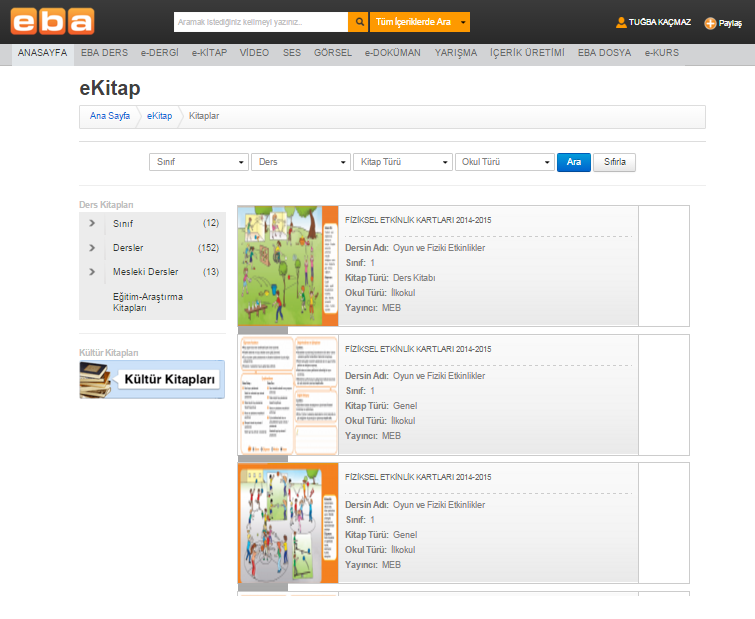 eba
Aramak istediğiniz kelimeyi yazınız..
Tüm İçeriklerde Ara
TUĞBA KAÇMAZ
Paylaş
ANASAYFA EBA DERS e-DERGİ e-KİTAP VİDEO SES GÖRSEL e-DOKÜMAN YARIŞMA İÇERİK ÜRETİMİ EBA DOSYA e-KURS
eKitap
Ana Sayfa eKitap Kitaplar
Sınıf Ders Kitap Türü Okul Türü Ara Sıfırla
Ders Kitapları
Sınıf (12)
Dersler (152)
Mesleki Dersler (13)
Eğitim-Araştırma
Kitapları
Kültür Kitapları
Kültür Kitapları
FİZİKSEL ETKİNLİK KARTLARI 2014-2015
Dersin Adı: Oyun ve Fiziki Etkinlikler
Sınıf: 1
Kitap Türü: Ders Kitabı
Okul Türü: İlkokul
Yayıncı: MEB
FİZİKSEL ETKİNLİK KARTLARI 2014-2015
Dersin Adı: Oyun ve Fiziki Etkinlikler
Sınıf: 1
Kitap Türü: Genel
Okul Türü: İlkokul
Yayıncı: MEB
FİZİKSEL ETKİNLİK KARTLARI 2014-2015
Dersin Adı: Oyun ve Fiziki Etkinlikler
Sınıf: 1
Kitap Türü: Genel
Okul Türü: İlkokul
Yayıncı: MEB